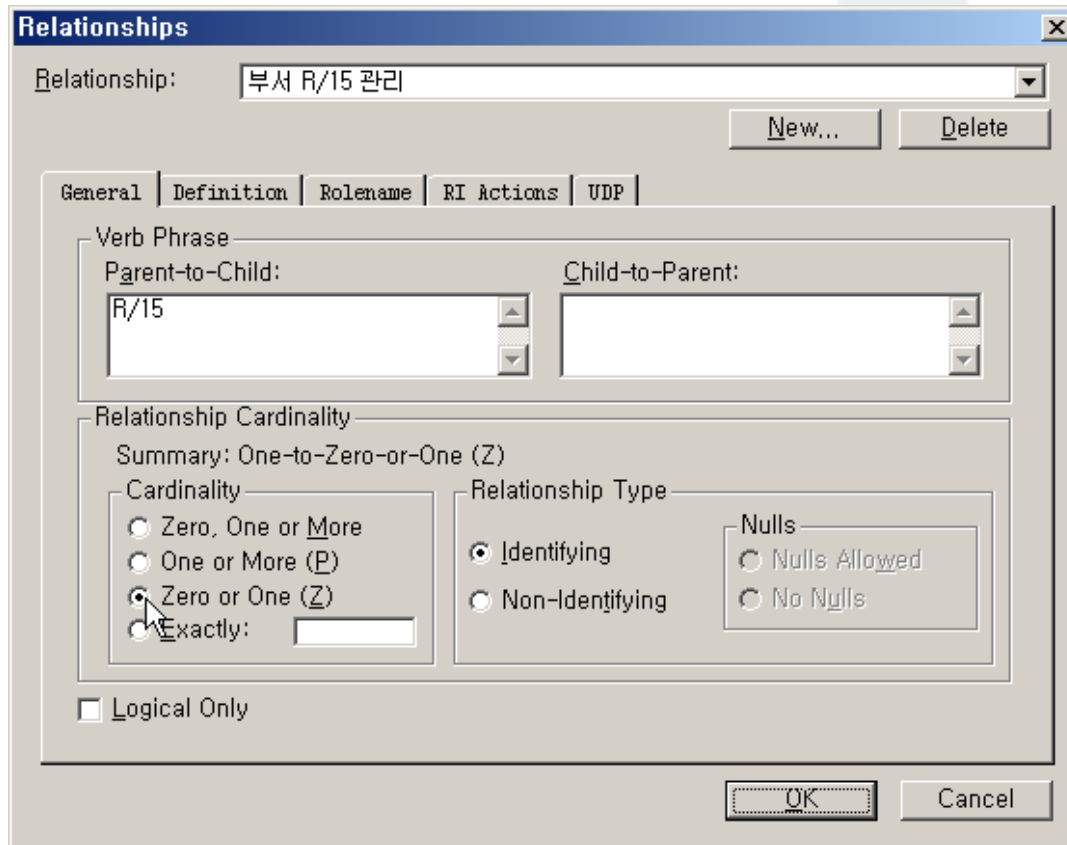 Relationships
Relationship: 부서 R/15 관리
New... Delete
General Definition Rolename RI Actions UDP
Verb Phrase
Parent-to-Child: Child-to-Parent:
R/15
Relationship Cardinality
Summary: One-to-Zero-or-One (Z)
Cardinality Relationship Type
Zero, One or More Nulls
One or More (P) Identifying Nulls Allowed
Zero or One (Z) Non-Identifying No Nulls
Exactly:
Logical Only
OK Cancel